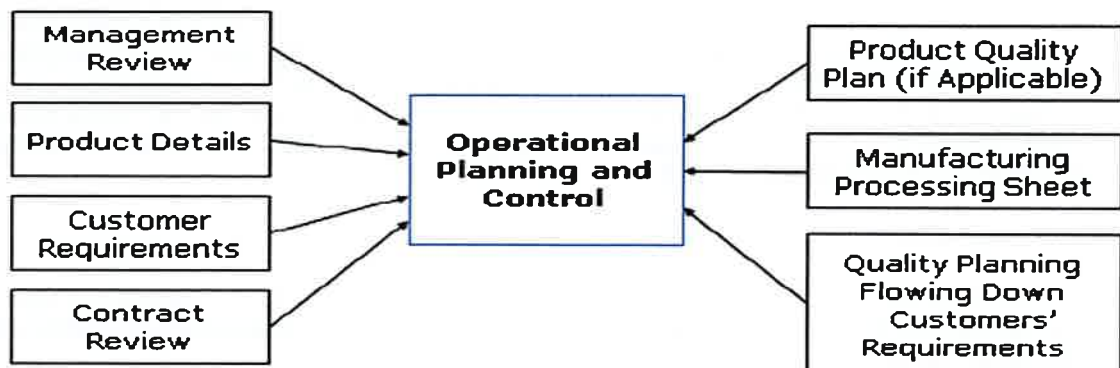 Management
Review
Product Details
Customer
Requirements
Contract
Review
Operational
Planning and
Control
Product Quality
Plan (if Applicable)
Manufacturing
Processing Sheet
Quality Planning
Flowing Down
Customers’
Requirements